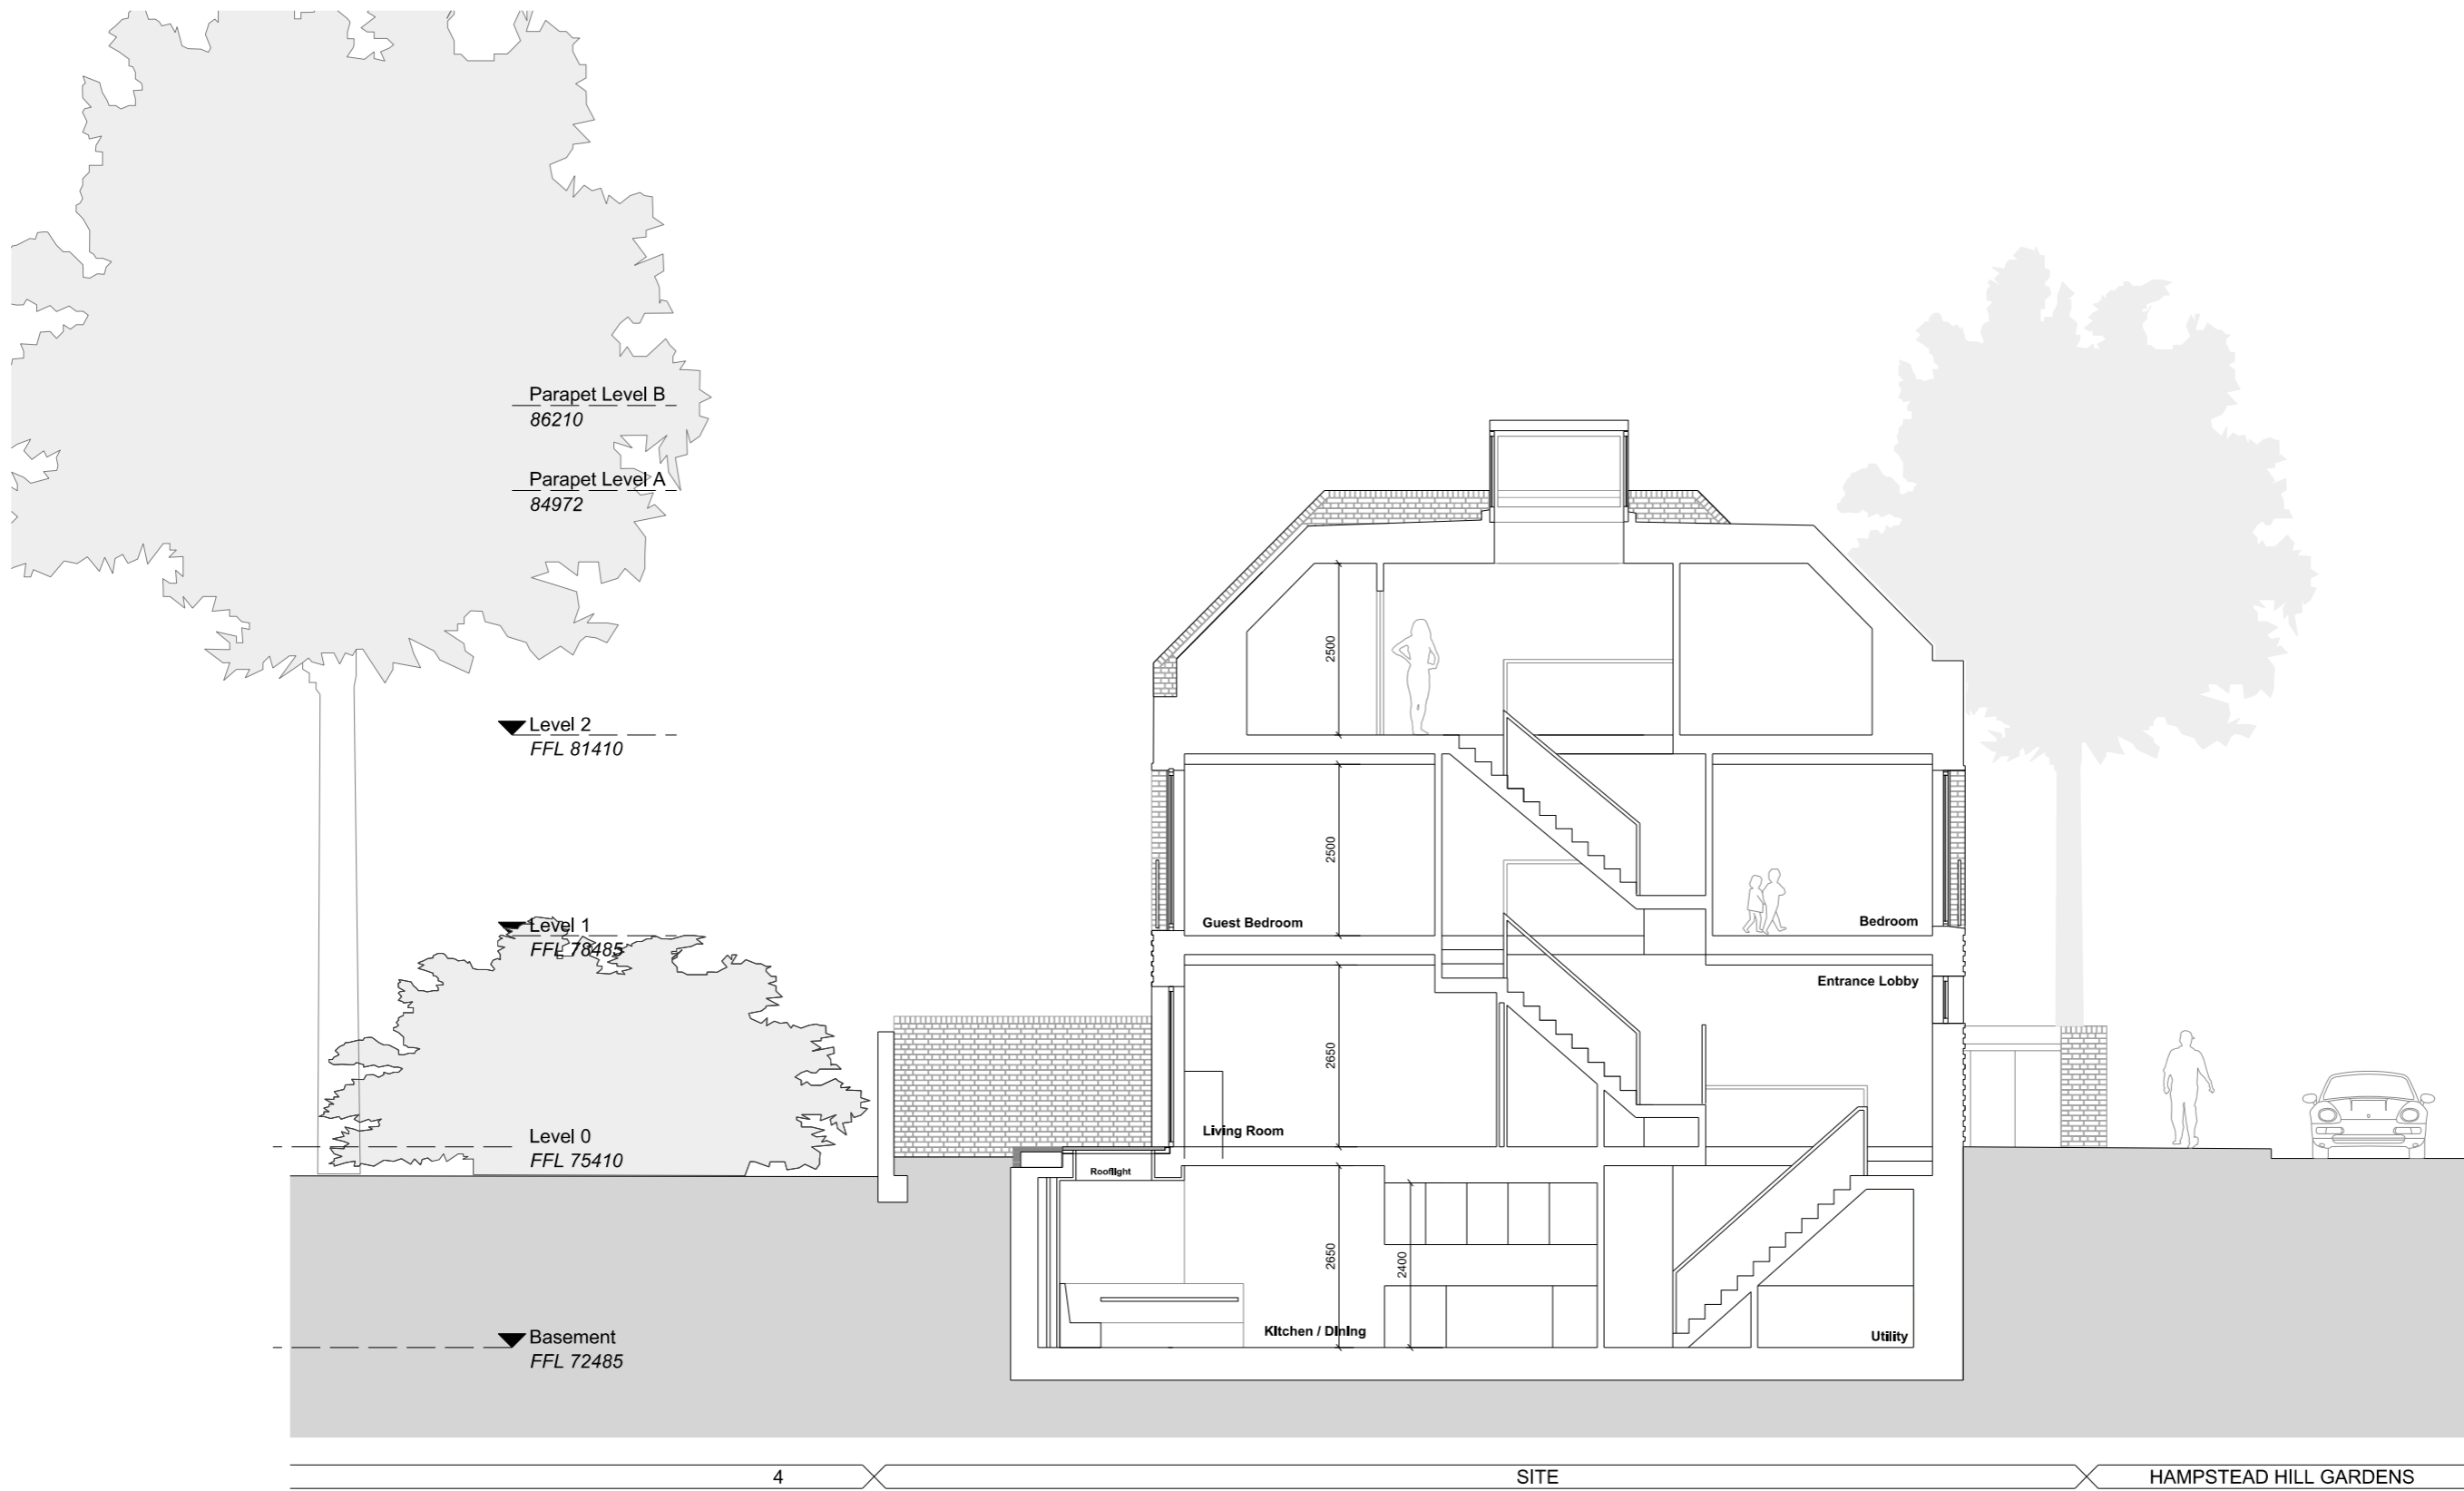 Parapet Level B
86210
Parapet Level A
84972
Level 2
FFL 81410
Level 1
FFL 78485
Level 0
FFL 75410
Basement
FFL 72485
2500
2500
Guest Bedroom
Bedroom
Entrance Lobby
2650
Living Room
Rooflight
2650
2400
Kitchen / Dining
Utility
4
SITE
HAMPSTEAD HILL GARDENS